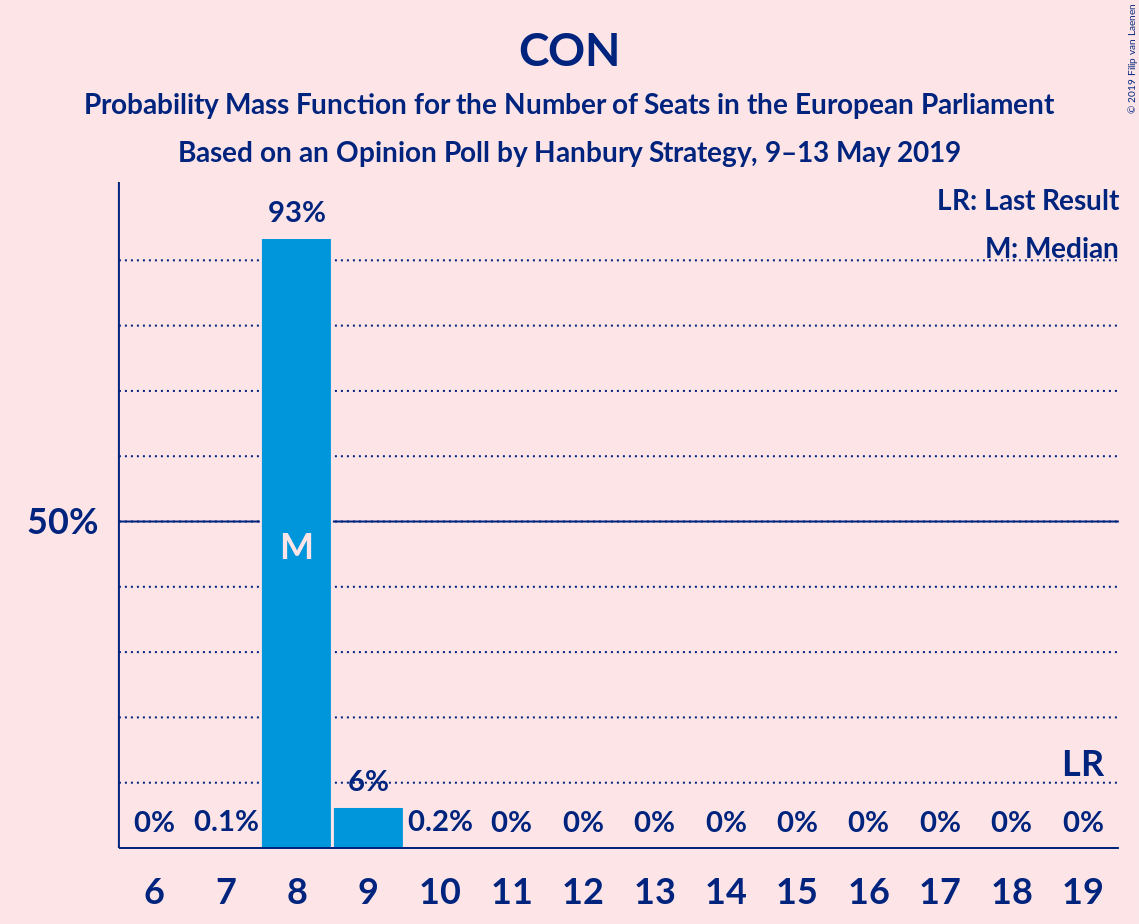 CON
Probability Mass Function for the Number of Seats in the European Parliament
Based on an Opinion Poll by Hanbury Strategy, 9–13 May 2019
© 2019 Filip van Laenen
LR: Last Result
M: Median
93%
50%
M
LR
6%
0% 0.1% 0.2% 0% 0% 0% 0% 0% 0% 0% 0% 0%
6 7 8 9 10 11 12 13 14 15 16 17 18 19